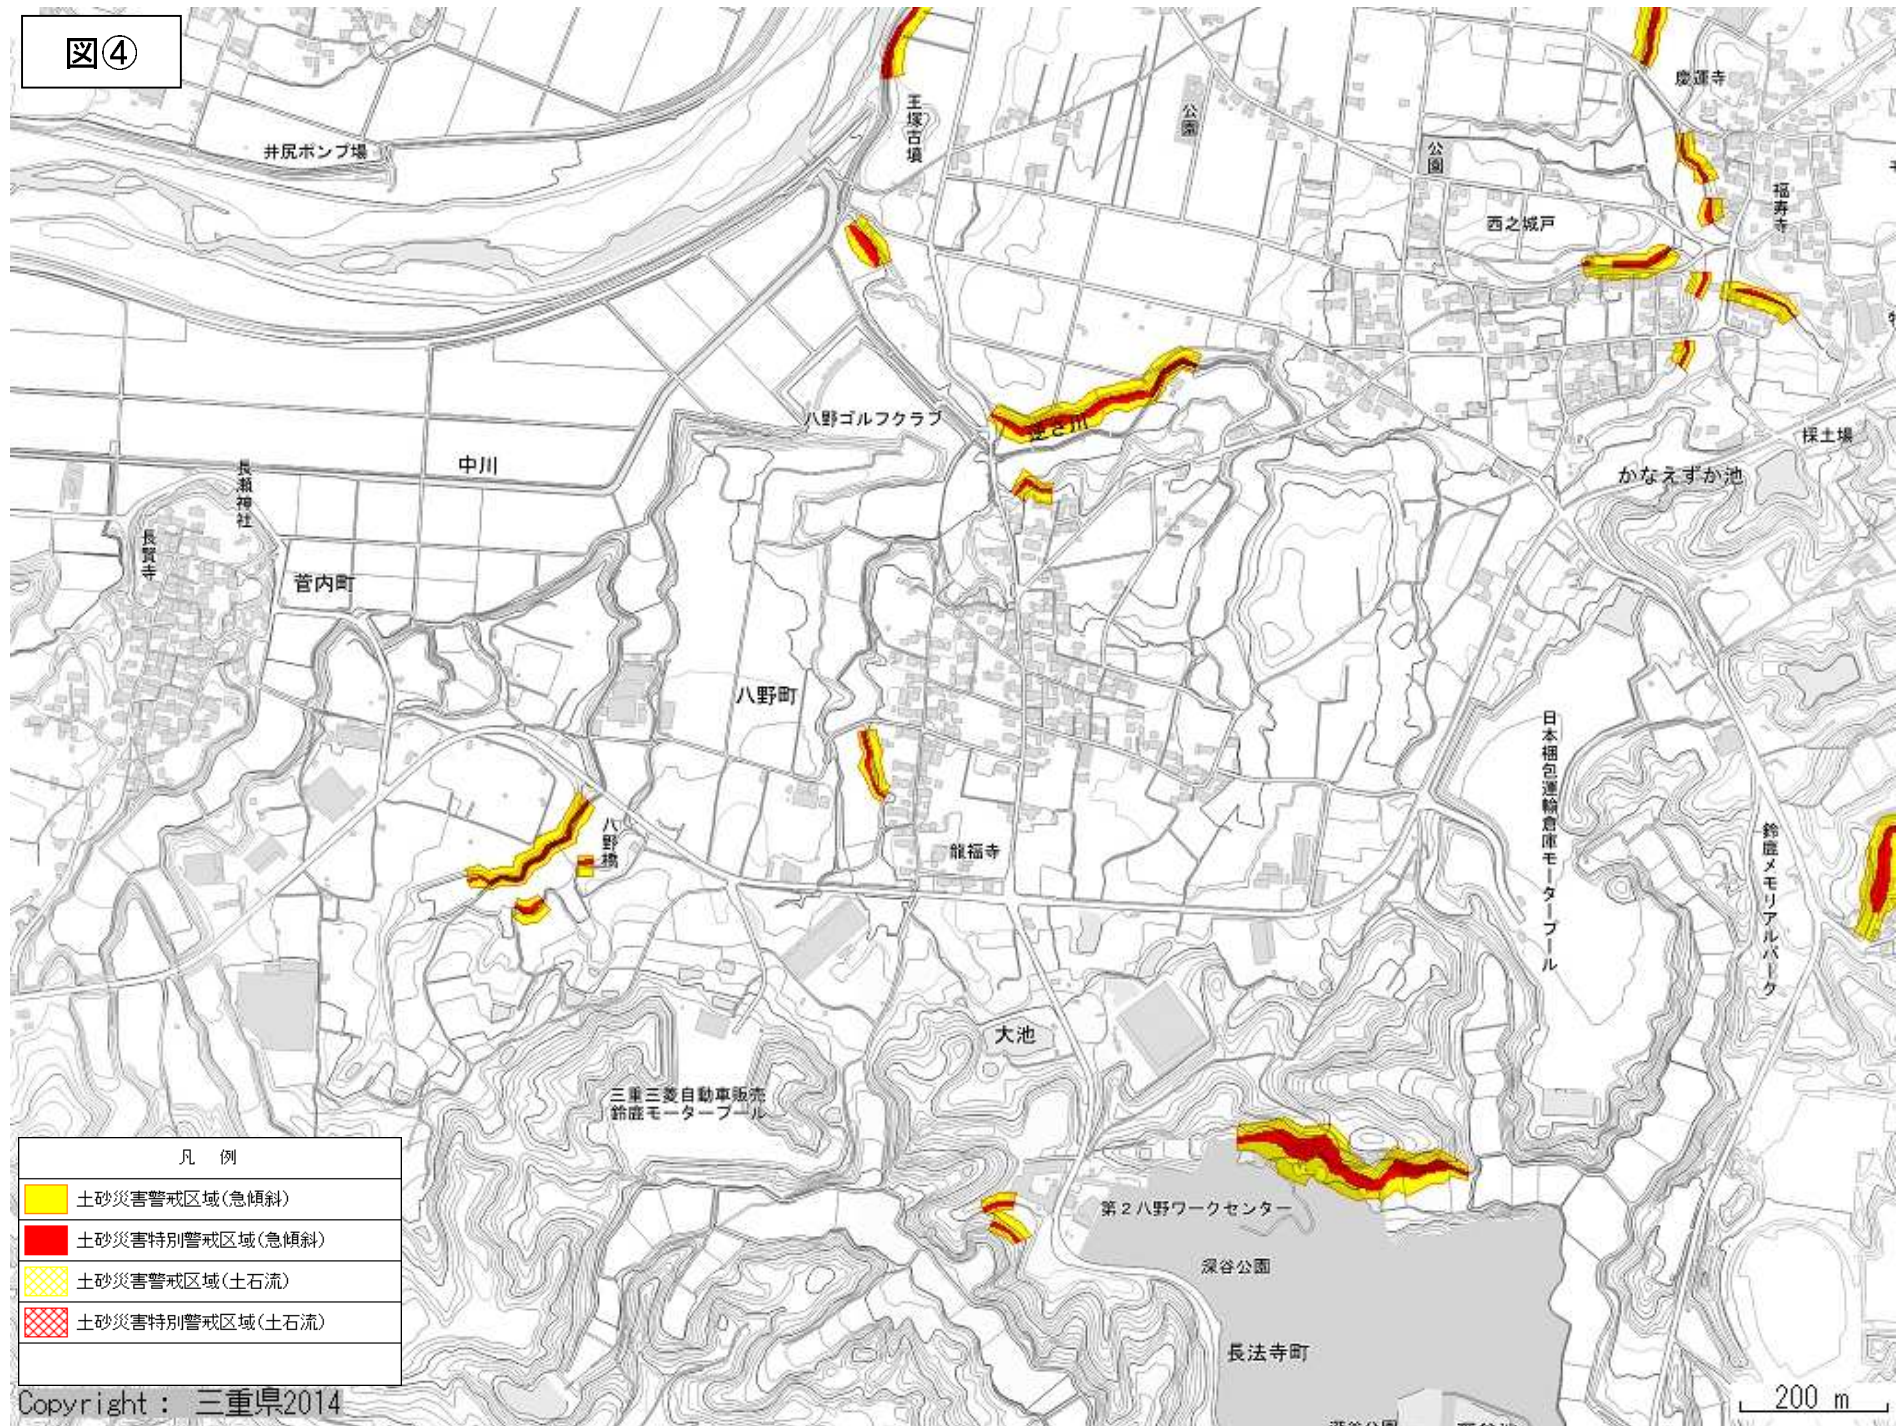 図④
井尻ポンプ場
王塚古墳
公園
公園
慶運寺
福寿寺
西之城戸
八野ゴルフクラブ
逆さ川
中川
採土場
かなえずか池
長瀬神社
長賢寺
菅内町
八野町
日本梱包運輸倉庫モータープール
八野橋
龍福寺
鈴鹿メモリアルパーク
大池
三重三菱自動車販売
鈴鹿モータープール
第2八野ワークセンター
深谷公園
長法寺町
凡 例
土砂災害警戒区域(急傾斜)
土砂災害特別警戒区域(急傾斜)
土砂災害警戒区域(土石流)
土砂災害特別警戒区域(土石流)
Copyright : 三重県2014
200 m